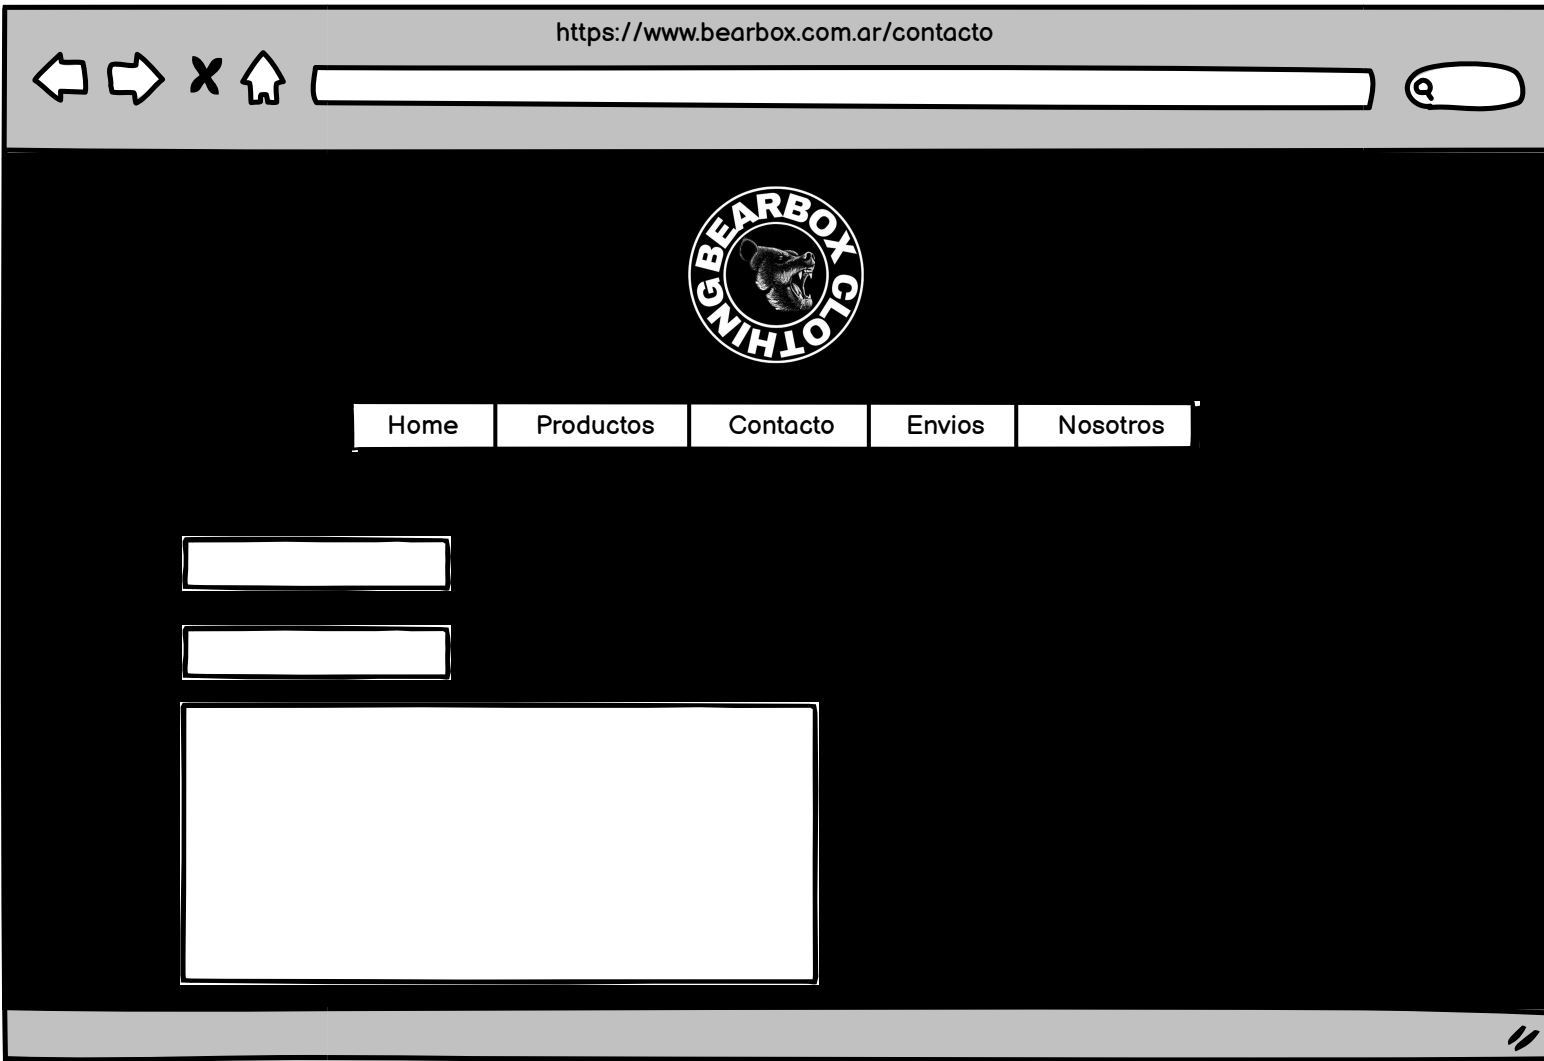 https://www.bearbox.com.ar/contacto
BEARBOX CLOTHING
Home Productos Contacto Envios Nosotros